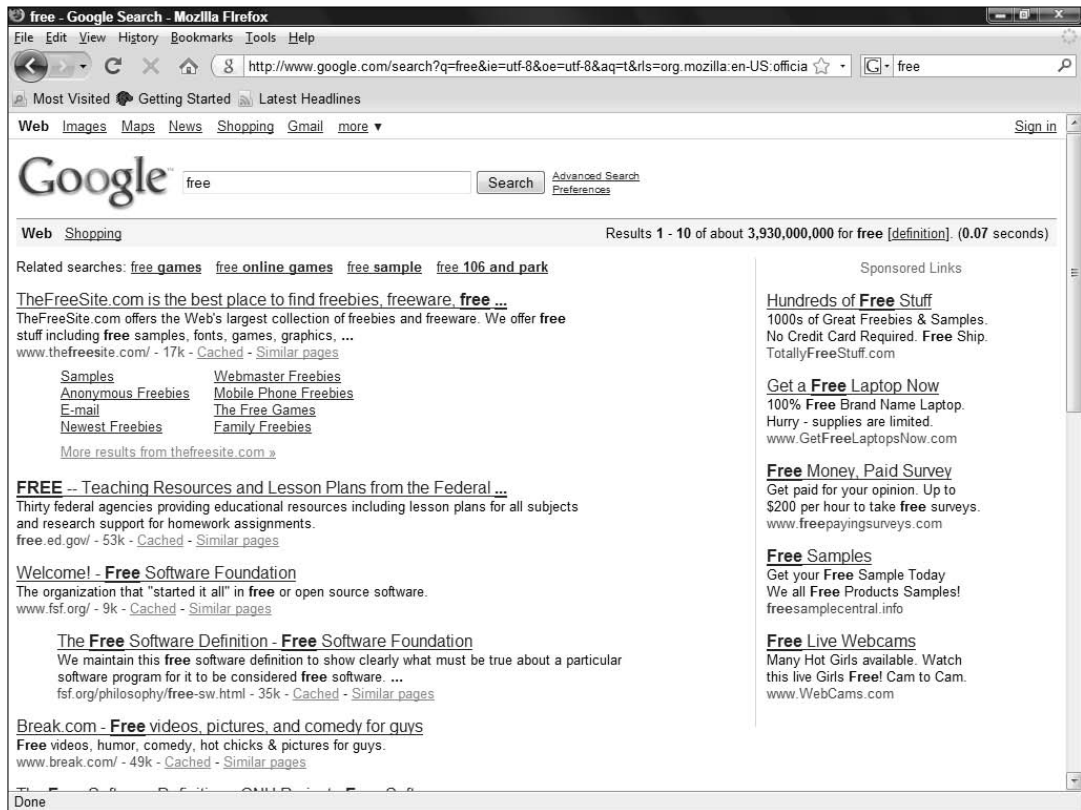 free - Google Search - Mozilla Firefox
File Edit View History Bookmarks Tools Help
http://www.google.com/search?q=free&ie=utf-8&oe=utf-8&aq=t&rls=org.mozilla:en-US:officia
G free
Most Visited Getting Started Latest Headlines
Web Images Maps News Shopping Gmail more ▼ Sign in
Google™ free Search Advanced Search
Preferences
Web Shopping Results 1 - 10 of about 3,930,000,000 for free [definition]. (0.07 seconds)
Related searches: free games free online games free sample free 106 and park
TheFreeSite.com is the best place to find freebies, freeware, free ...
TheFreeSite.com offers the Web's largest collection of freebies and freeware. We offer free
stuff including free samples, fonts, games, graphics, ...
www.thefreesite.com/ - 17k - Cached - Similar pages
Samples Webmaster Freebies
Anonymous Freebies Mobile Phone Freebies
E-mail The Free Games
Newest Freebies Family Freebies
More results from thefreesite.com »
FREE -- Teaching Resources and Lesson Plans from the Federal ...
Thirty federal agencies providing educational resources including lesson plans for all subjects
and research support for homework assignments.
free.ed.gov/ - 53k - Cached - Similar pages
Welcome! - Free Software Foundation
The organization that "started it all" in free or open source software.
www.fsf.org/ - 9k - Cached - Similar pages
The Free Software Definition - Free Software Foundation
We maintain this free software definition to show clearly what must be true about a particular
software program for it to be considered free software. ...
fsf.org/philosophy/free-sw.html - 35k - Cached - Similar pages
Break.com - Free videos, pictures, and comedy for guys
Free videos, humor, comedy, hot chicks & pictures for guys.
www.break.com/ - 49k - Cached - Similar pages
Sponsored Links
Hundreds of Free Stuff
1000s of Great Freebies & Samples.
No Credit Card Required. Free Ship.
TotallyFreeStuff.com
Get a Free Laptop Now
100% Free Brand Name Laptop.
Hurry - supplies are limited.
www.GetFreeLaptopsNow.com
Free Money, Paid Survey
Get paid for your opinion. Up to
$200 per hour to take free surveys.
www.freepayingsurveys.com
Free Samples
Get your Free Sample Today
We all Free Products Samples!
freesamplecentral.info
Free Live Webcams
Many Hot Girls available. Watch
this live Girls Free! Cam to Cam.
www.WebCams.com
Done